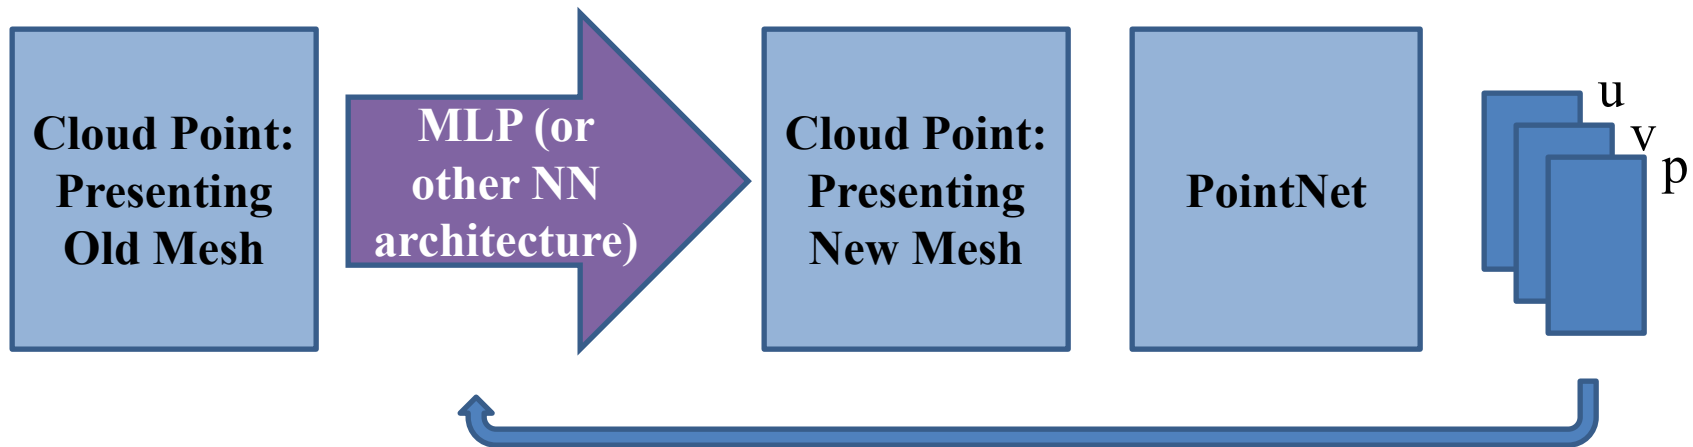 Cloud Point:
Presenting
Old Mesh
MLP (or
other NN
architecture)
Cloud Point:
Presenting
New Mesh
PointNet
u
v
p